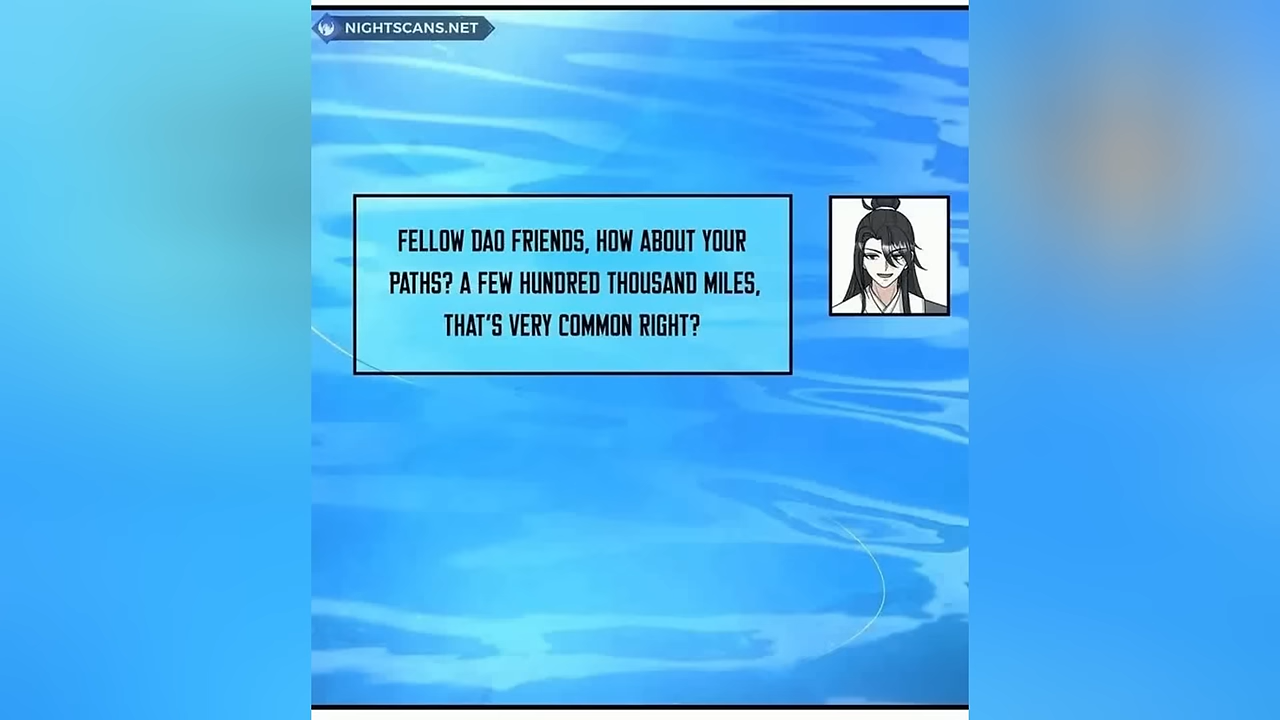 NIGHTSCANS.NET
FELLOW DAO FRIENDS, HOW ABOUT YOUR
PATHS? A FEW HUNDRED THOUSAND MILES,
THAT'S VERY COMMON RIGHT?